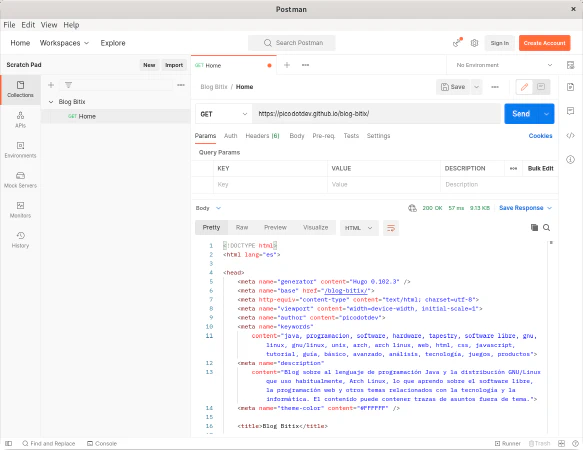 Postman
File Edit View Help
Home Workspaces Explore Search Postman Sign In Create Account
Scratch Pad New Import GET Home No Environment
Collections
APIs
Environments
Mock Servers
Monitors
History
Blog Bitix
GET Home
Blog Bitix / Home Save
GET https://picodotdev.github.io/blog-bitix/ Send
Params Auth Headers (6) Body Pre-req. Tests Settings Cookies
Query Params
KEY VALUE DESCRIPTION Bulk Edit
Key Value Description
Body 200 OK 57 ms 9.13 KB Save Response
Pretty Raw Preview Visualize HTML
1 <!DOCTYPE html>
2 <html lang="es">
3
4 <head>
5 <meta name="generator" content="Hugo 0.102.3" />
6 <meta name="base" href="/blog-bitix/">
7 <meta http-equiv="content-type" content="text/html; charset=utf-8">
8 <meta name="viewport" content="width=device-width, initial-scale=1">
9 <meta name="author" content="picodotdev">
10 <meta name="keywords"
11 content="java, programacion, software, hardware, tapestry, software libre, gnu,
linux, gnu/linux, unix, arch, arch linux, web, html, css, javascript,
tutorial, guía, básico, avanzado, análisis, tecnología, juegos, productos">
12 <meta name="description"
13 content="Blog sobre al lenguaje de programación Java y la distribución GNU/Linux
que uso habitualmente, Arch Linux, lo que aprendo sobre el software libre,
la programación web y otros temas relacionados con la tecnología y la
informática. El contenido puede contener trazas de asuntos fuera de tema.">
14 <meta name="theme-color" content="#FFFFFF" />
15
16 <title>Blog Bitix</title>
Find and Replace Console Runner Trash